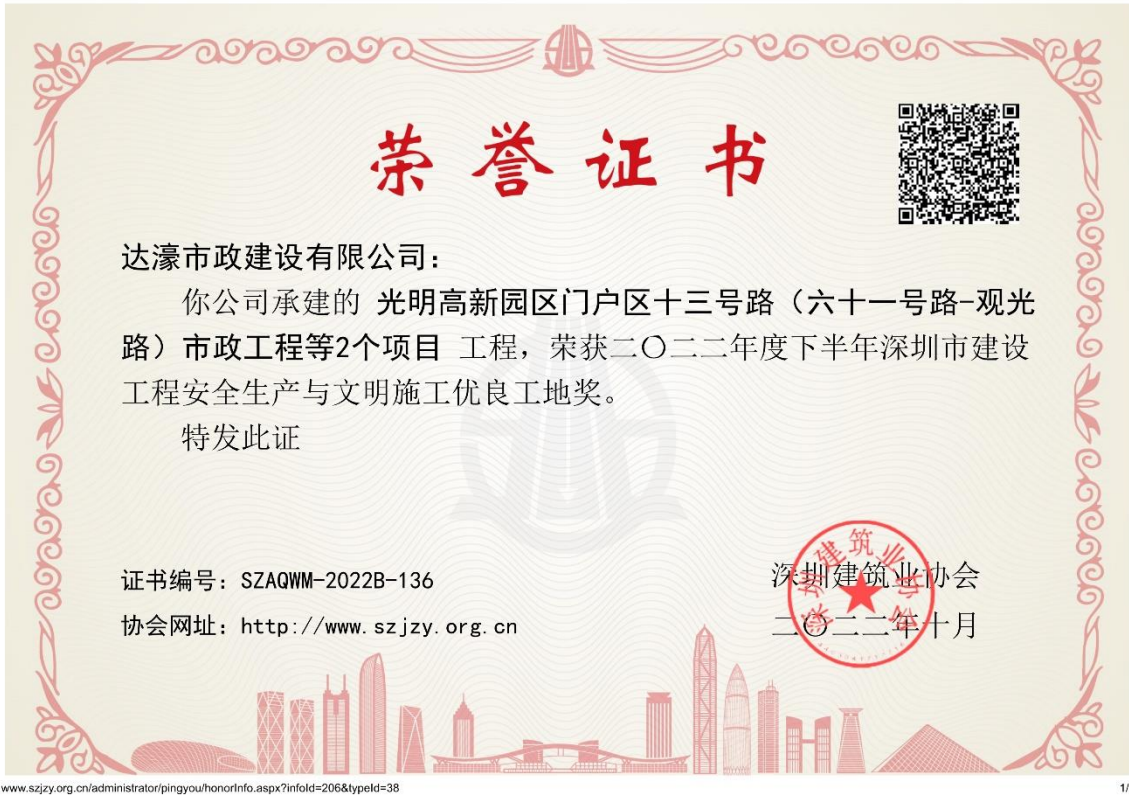 荣誉证书
达濠市政建设有限公司：
你公司承建的 光明高新园区门户区十三号路（六十一号路-观光
路）市政工程等2个项目 工程，荣获二〇二二年度下半年深圳市建设
工程安全生产与文明施工优良工地奖。
特发此证
证书编号：SZAQWM-2022B-136
深圳建筑业协会
协会网址：http://www.szjzy.org.cn
二〇二二年十月
深圳建筑业协会
www.szjzy.org.cn/administrator/pingyou/honorInfo.aspx?infoId=206&typeId=38
1/